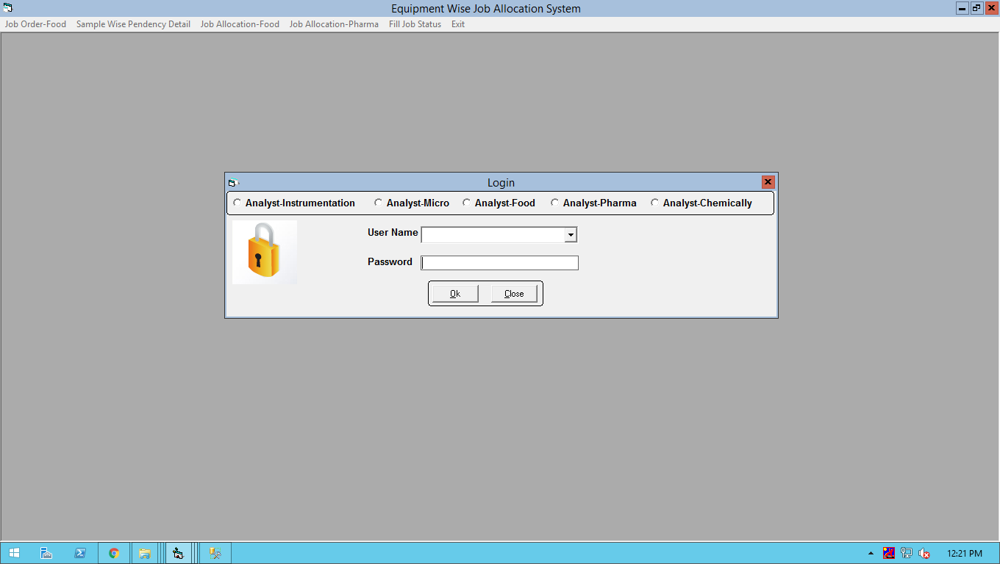 Equipment Wise Job Allocation System
Job Order-Food Sample Wise Pendency Detail Job Allocation-Food Job Allocation-Pharma Fill Job Status Exit
Login
Analyst-Instrumentation Analyst-Micro Analyst-Food Analyst-Pharma Analyst-Chemically
User Name
Password
Ok Close
12:21 PM